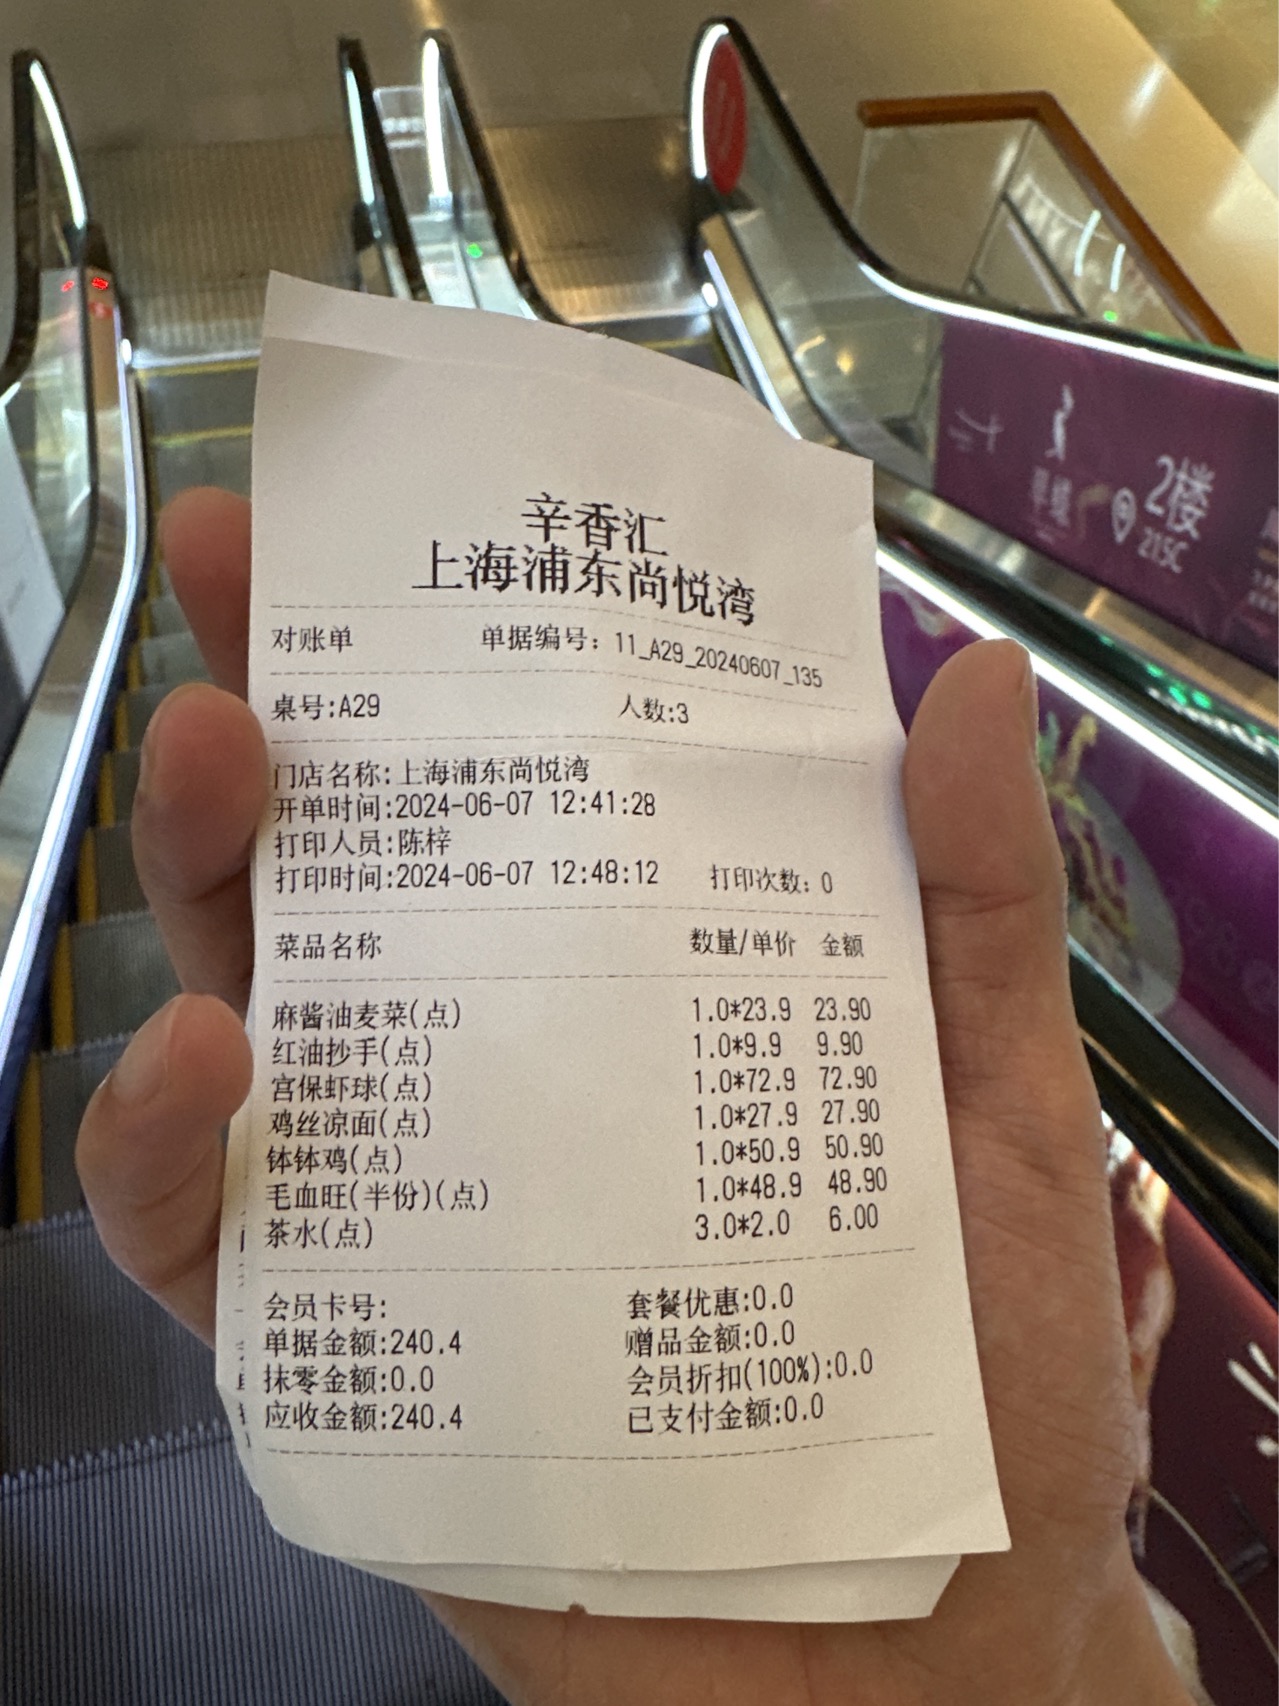 辛香汇
上海浦东尚悦湾
对账单 单据编号：11_A29_20240607_135
桌号:A29 人数:3
门店名称:上海浦东尚悦湾
开单时间:2024-06-07 12:41:28
打印人员:陈梓
打印时间:2024-06-07 12:48:12 打印次数：0
菜品名称 数量/单价 金额
麻酱油麦菜(点) 1.0*23.9 23.90
红油抄手(点) 1.0*9.9 9.90
宫保虾球(点) 1.0*72.9 72.90
鸡丝凉面(点) 1.0*27.9 27.90
钵钵鸡(点) 1.0*50.9 50.90
毛血旺(半份)(点) 1.0*48.9 48.90
茶水(点) 3.0*2.0 6.00
会员卡号: 套餐优惠:0.0
单据金额:240.4 赠品金额:0.0
抹零金额:0.0 会员折扣(100%):0.0
应收金额:240.4 已支付金额:0.0
2楼
215C